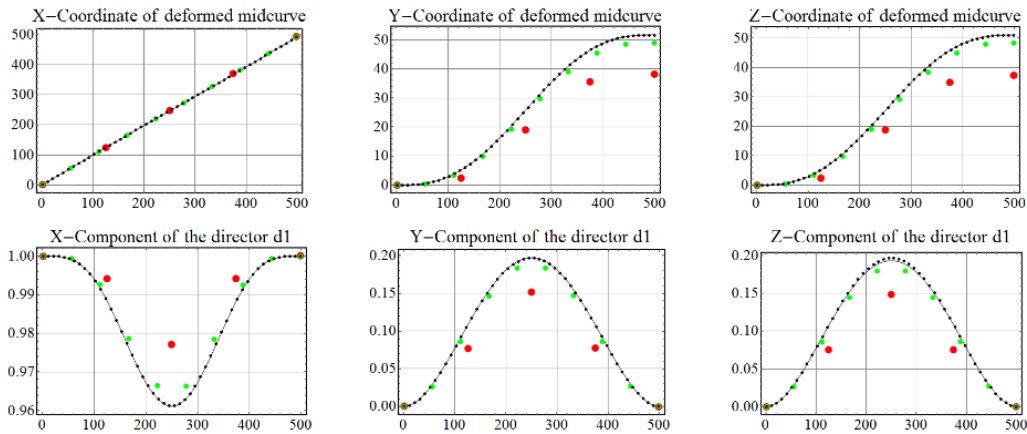 X-Coordinate of deformed midcurve
500
400
300
200
100
0
0 100 200 300 400 500
Y-Coordinate of deformed midcurve
50
40
30
20
10
0
0 100 200 300 400 500
Z-Coordinate of deformed midcurve
50
40
30
20
10
0
0 100 200 300 400 500
X-Component of the director d1
1.00
0.99
0.98
0.97
0.96
0 100 200 300 400 500
Y-Component of the director d1
0.20
0.15
0.10
0.05
0.00
0 100 200 300 400 500
Z-Component of the director d1
0.20
0.15
0.10
0.05
0.00
0 100 200 300 400 500